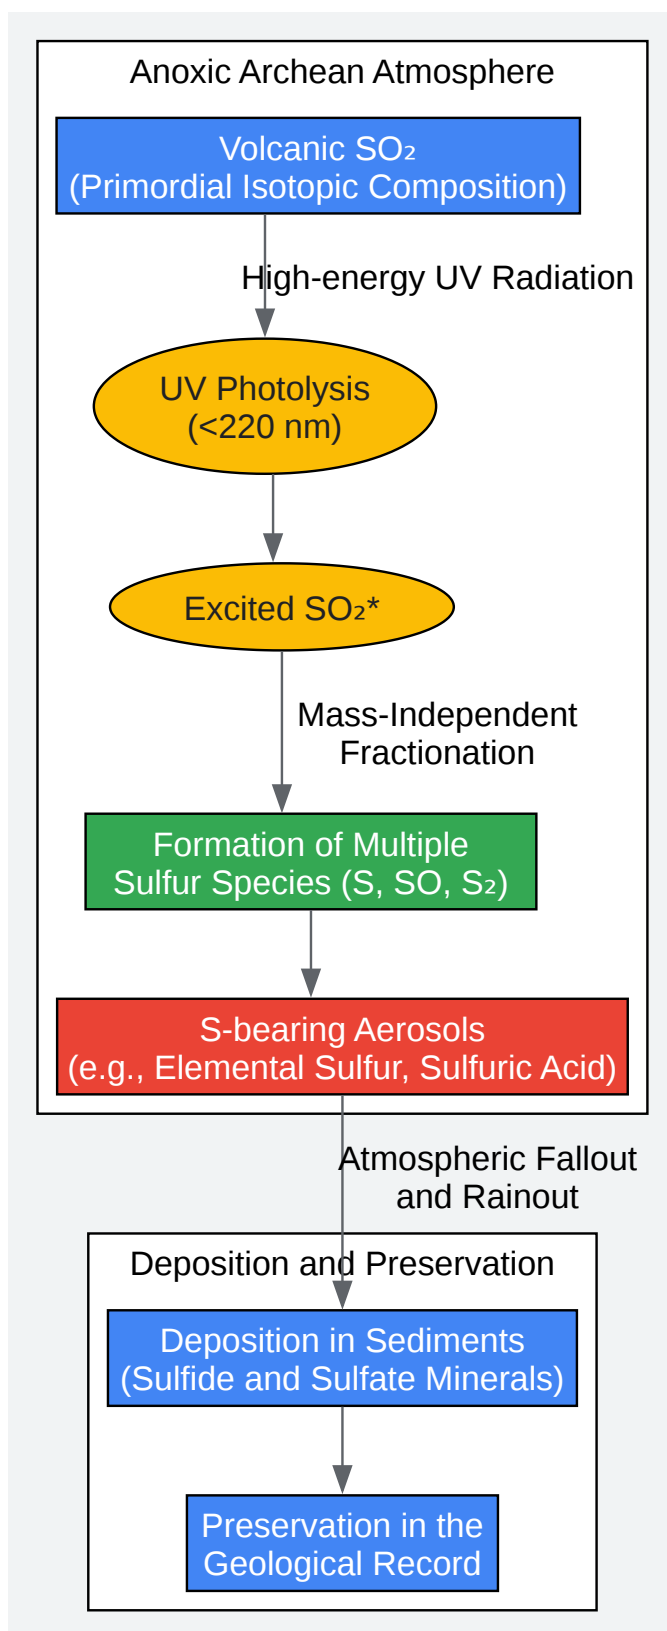 Anoxic Archean Atmosphere
Volcanic SO₂
(Primordial Isotopic Composition)
High-energy UV Radiation
UV Photolysis
(<220 nm)
Excited SO₂*
Mass-Independent
Fractionation
Formation of Multiple
Sulfur Species (S, SO, S₂)
S-bearing Aerosols
(e.g., Elemental Sulfur, Sulfuric Acid)
Atmospheric Fallout
and Rainout
Deposition and Preservation
Deposition in Sediments
(Sulfide and Sulfate Minerals)
Preservation in the
Geological Record